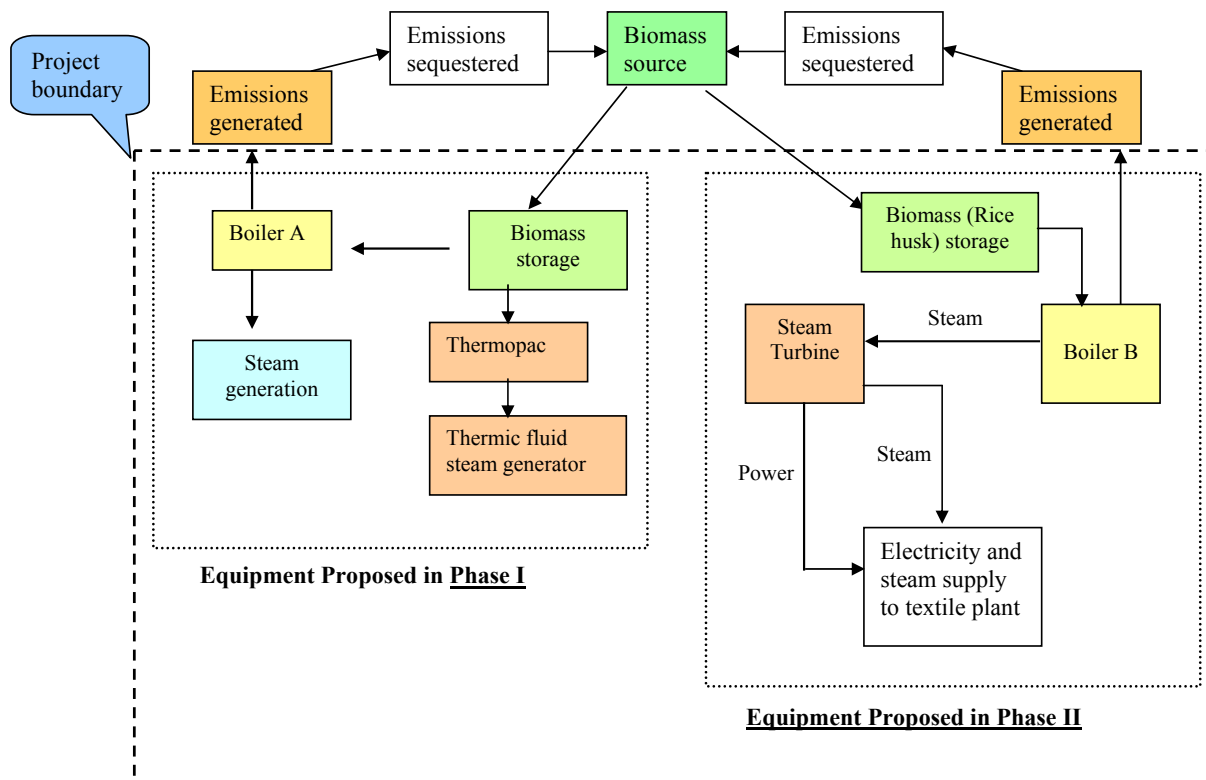 Project
boundary
Emissions
generated
Emissions
sequestered
Biomass
source
Emissions
sequestered
Emissions
generated
Boiler A
Steam
generation
Biomass
storage
Thermopac
Thermic fluid
steam generator
Equipment Proposed in Phase I
Biomass (Rice
husk) storage
Steam
Turbine
Steam
Boiler B
Power
Steam
Electricity and
steam supply
to textile plant
Equipment Proposed in Phase II